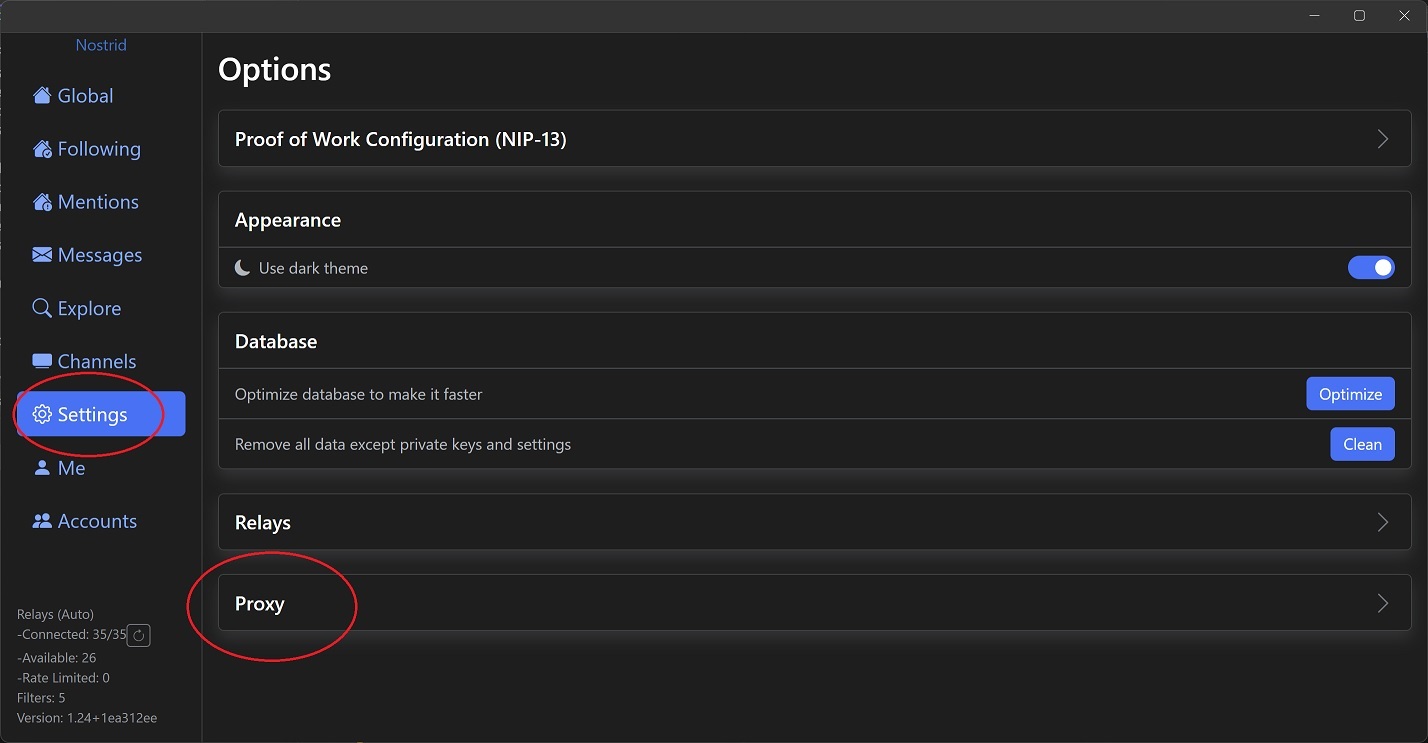 Nostrid
Global
Following
Mentions
Messages
Explore
Channels
Settings
Me
Accounts
Relays (Auto)
-Connected: 35/35
-Available: 26
-Rate Limited: 0
Filters: 5
Version: 1.24+1ea312ee
Options
Proof of Work Configuration (NIP-13)
Appearance
Use dark theme
Database
Optimize database to make it faster
Optimize
Remove all data except private keys and settings
Clean
Relays
Proxy